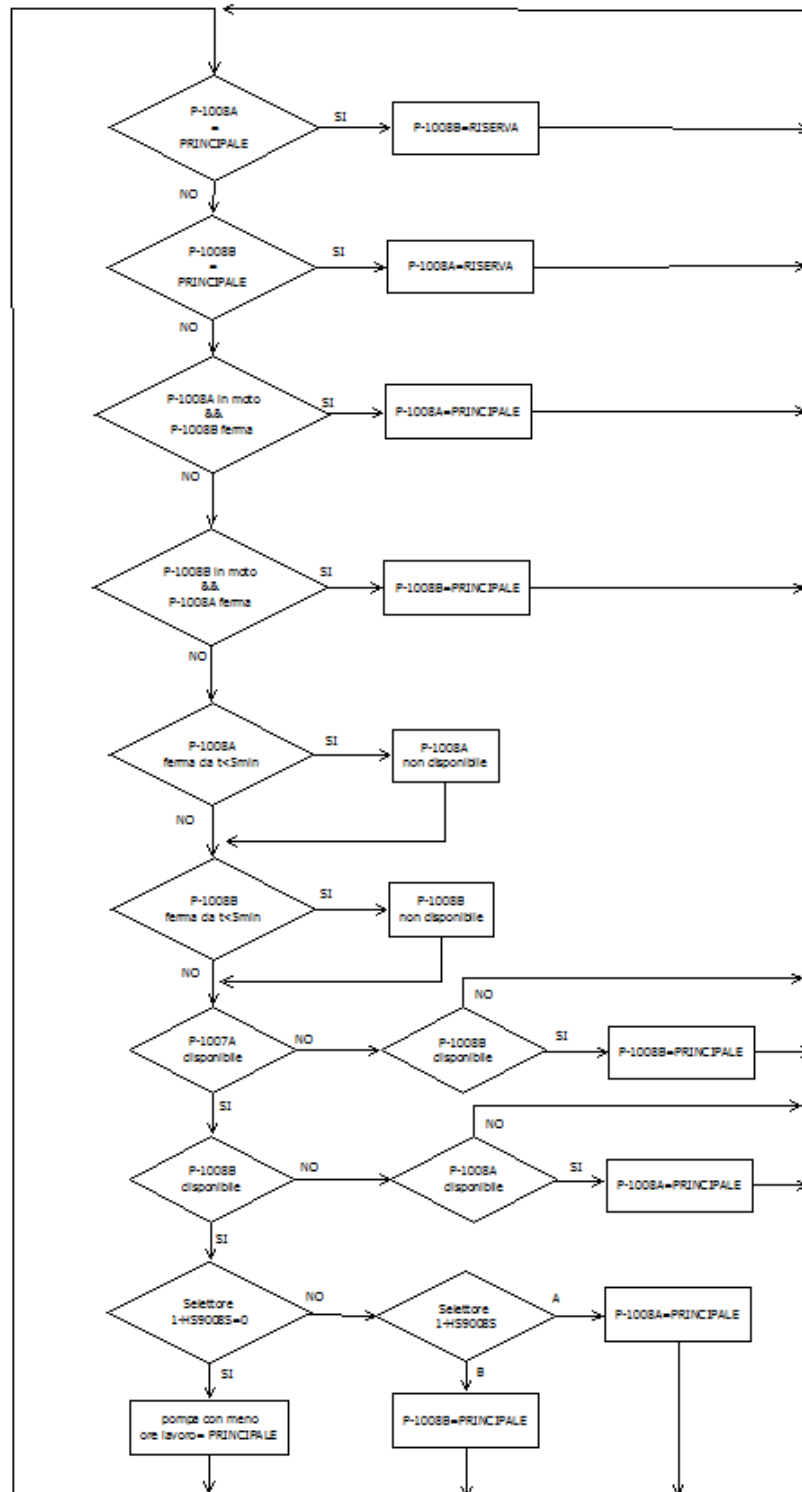 P-1008A
=
PRINCIPALE
SI
P-1008B=RISERVA
NO
P-1008B
=
PRINCIPALE
SI
P-1008A=RISERVA
NO
P-1008A in moto
&&
P-1008B ferma
SI
P-1008A=PRINCIPALE
NO
P-1008B in moto
&&
P-1008A ferma
SI
P-1008B=PRINCIPALE
NO
P-1008A
ferma da t<5min
SI
P-1008A
non disponibile
NO
P-1008B
ferma da t<5min
SI
P-1008B
non disponibile
NO
P-1007A
disponibile
NO
P-1008B
disponibile
NO
SI
P-1008B=PRINCIPALE
SI
P-1008B
disponibile
NO
P-1008A
disponibile
NO
SI
P-1008A=PRINCIPALE
SI
Selettore
1-HS9008S=0
NO
Selettore
1-HS9008S
A
P-1008A=PRINCIPALE
SI
B
pompa con meno
ore lavoro= PRINCIPALE
P-1008B=PRINCIPALE